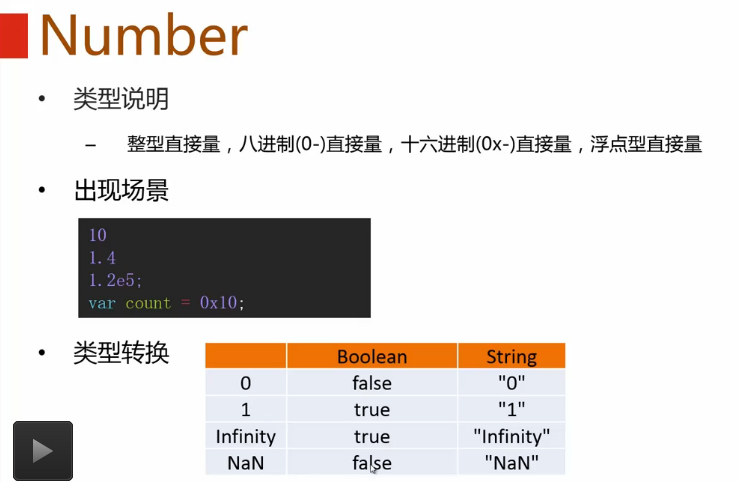 Number
• 类型说明
– 整型直接量，八进制(0-)直接量，十六进制(0x-)直接量，浮点型直接量
• 出现场景
10
1.4
1.2e5;
var count = 0x10;
• 类型转换
Boolean String
0 false "0"
1 true "1"
Infinity true "Infinity"
NaN false "NaN"